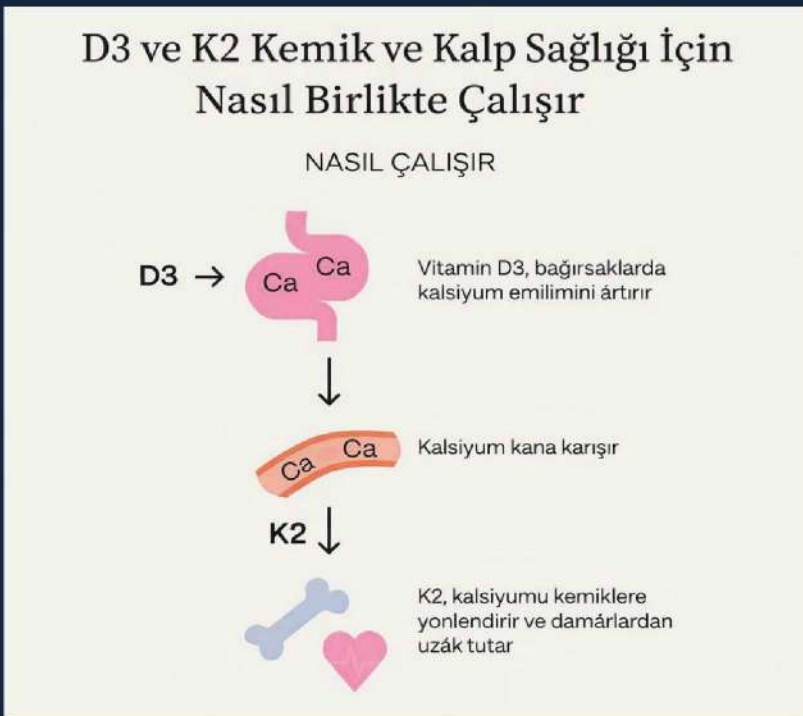 D3 ve K2 Kemik ve Kalp Sağlığı İçin
Nasıl Birlikte Çalışır
NASIL ÇALIŞIR
D3 →
Ca
Ca
Vitamin D3, bağırsaklarda
kalsiyum emilimini ártırır
Ca
Ca
Kalsiyum kana karışır
K2
K2, kalsiyumu kemiklere
yonlendirir ve damárlardan
uzák tutar